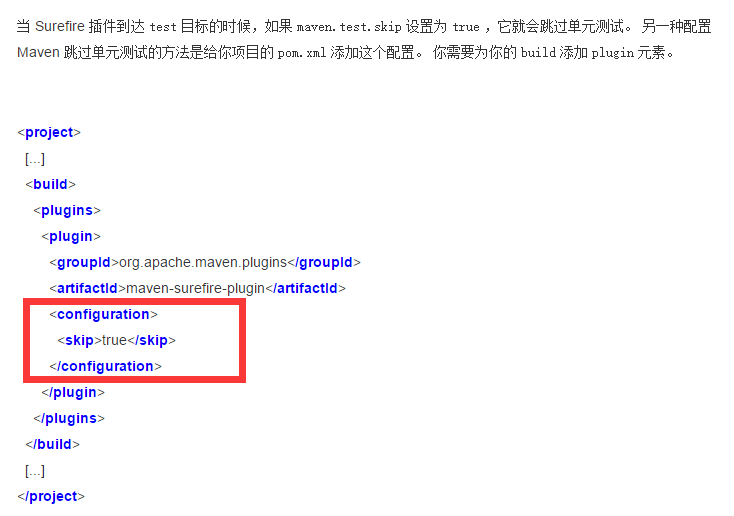 当 Surefire 插件到达 test 目标的时候，如果 maven.test.skip 设置为 true ，它就会跳过单元测试。 另一种配置
Maven 跳过单元测试的方法是给你项目的 pom.xml 添加这个配置。 你需要为你的 build 添加 plugin 元素。
<project>
[...]
<build>
<plugins>
<plugin>
<groupId>org.apache.maven.plugins</groupId>
<artifactId>maven-surefire-plugin</artifactId>
<configuration>
<skip>true</skip>
</configuration>
</plugin>
</plugins>
</build>
[...]
</project>